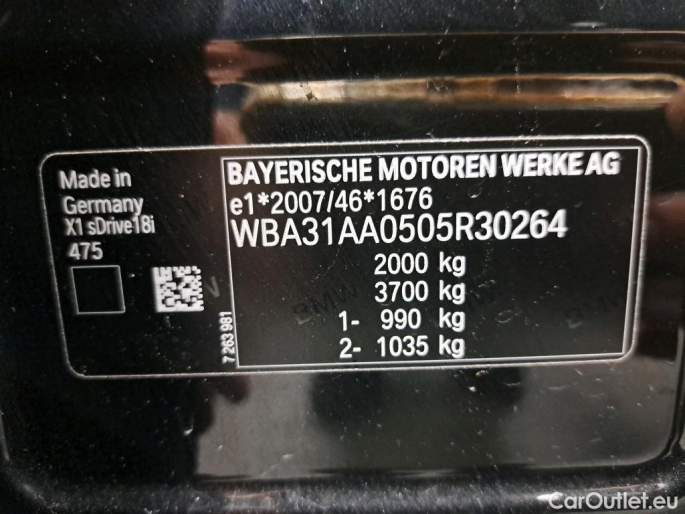 Made in
Germany
X1 sDrive18i
475
BAYERISCHE MOTOREN WERKE AG
e1*2007/46*1676
WBA31AA0505R30264
2000 kg
3700 kg
1- 990 kg
2- 1035 kg
7 263 981
CarOutlet.eu